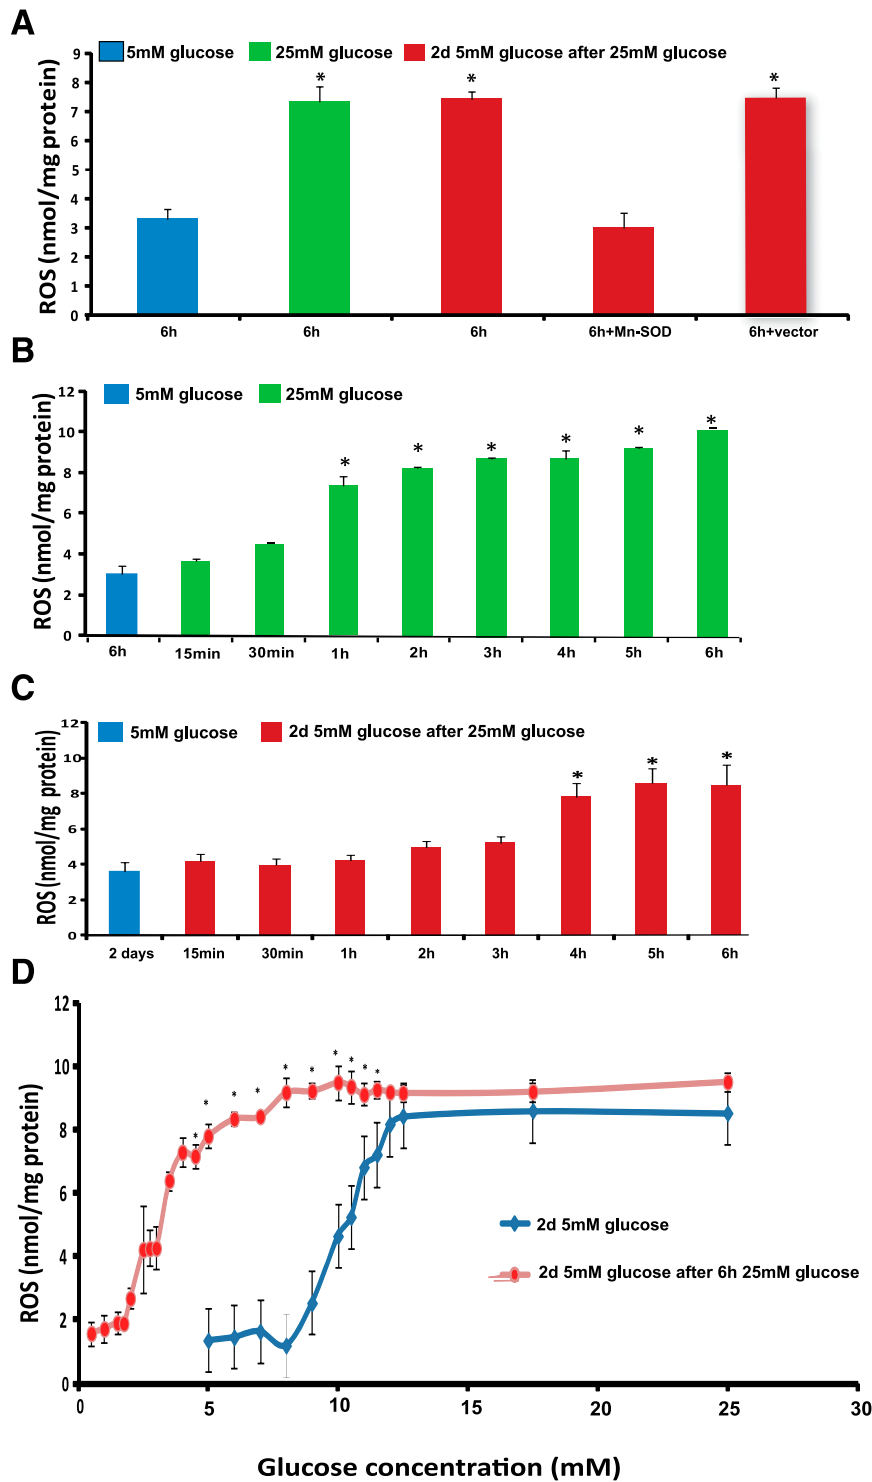 A
5mM glucose 25mM glucose 2d 5mM glucose after 25mM glucose
ROS (nmol/mg protein)
9
8
7
6
5
4
3
2
1
0
* * *
6h 6h 6h 6h+Mn-SOD 6h+vector
B
5mM glucose 25mM glucose
ROS (nmol/mg protein)
12
10
8
6
4
2
0
* * * * * *
6h 15min 30min 1h 2h 3h 4h 5h 6h
C
5mM glucose 2d 5mM glucose after 25mM glucose
ROS (nmol/mg protein)
12
10
8
6
4
2
0
* * *
2 days 15min 30min 1h 2h 3h 4h 5h 6h
D
ROS (nmol/mg protein)
12
10
8
6
4
2
0
* * * * * * * * * *
2d 5mM glucose
2d 5mM glucose after 6h 25mM glucose
0 5 10 15 20 25 30
Glucose concentration (mM)